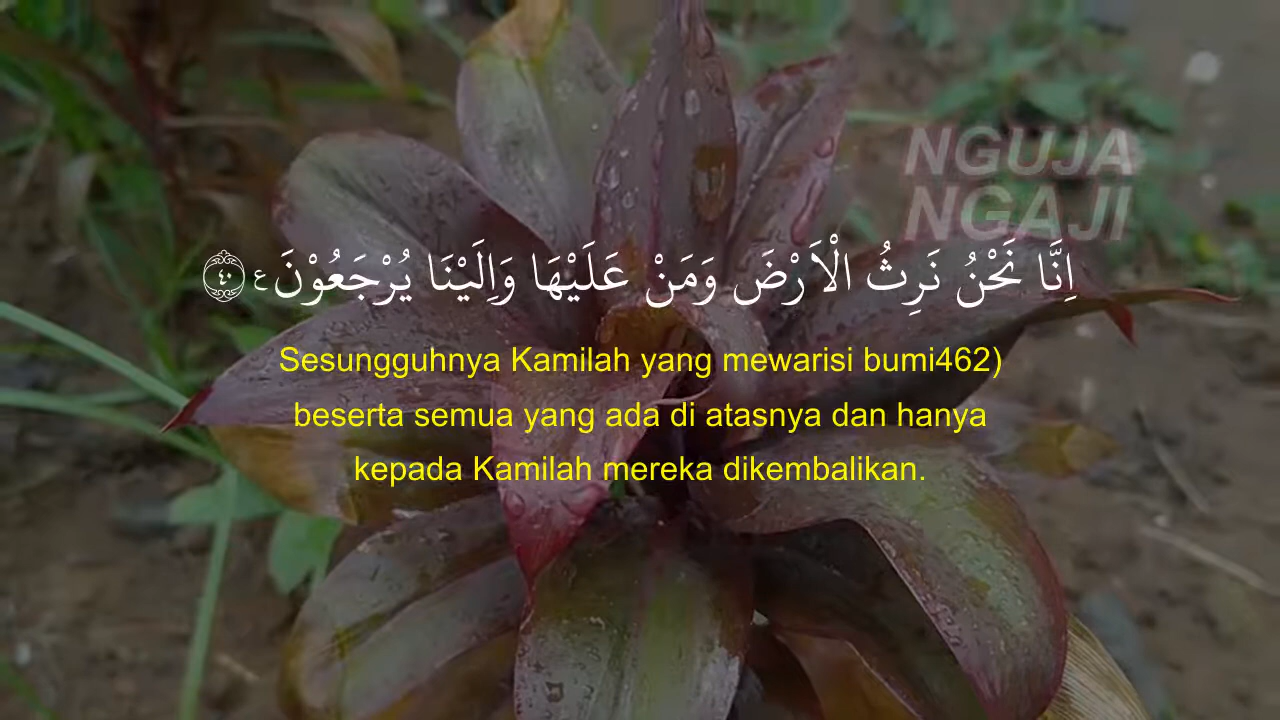 NGUJA
NGAJI
اِنَّا نَحْنُ نَرِثُ الْاَرْضَ وَمَنْ عَلَيْهَا وَاِلَيْنَا يُرْجَعُوْنَ ࣖ ۝٤٠
Sesungguhnya Kamilah yang mewarisi bumi462)
beserta semua yang ada di atasnya dan hanya
kepada Kamilah mereka dikembalikan.